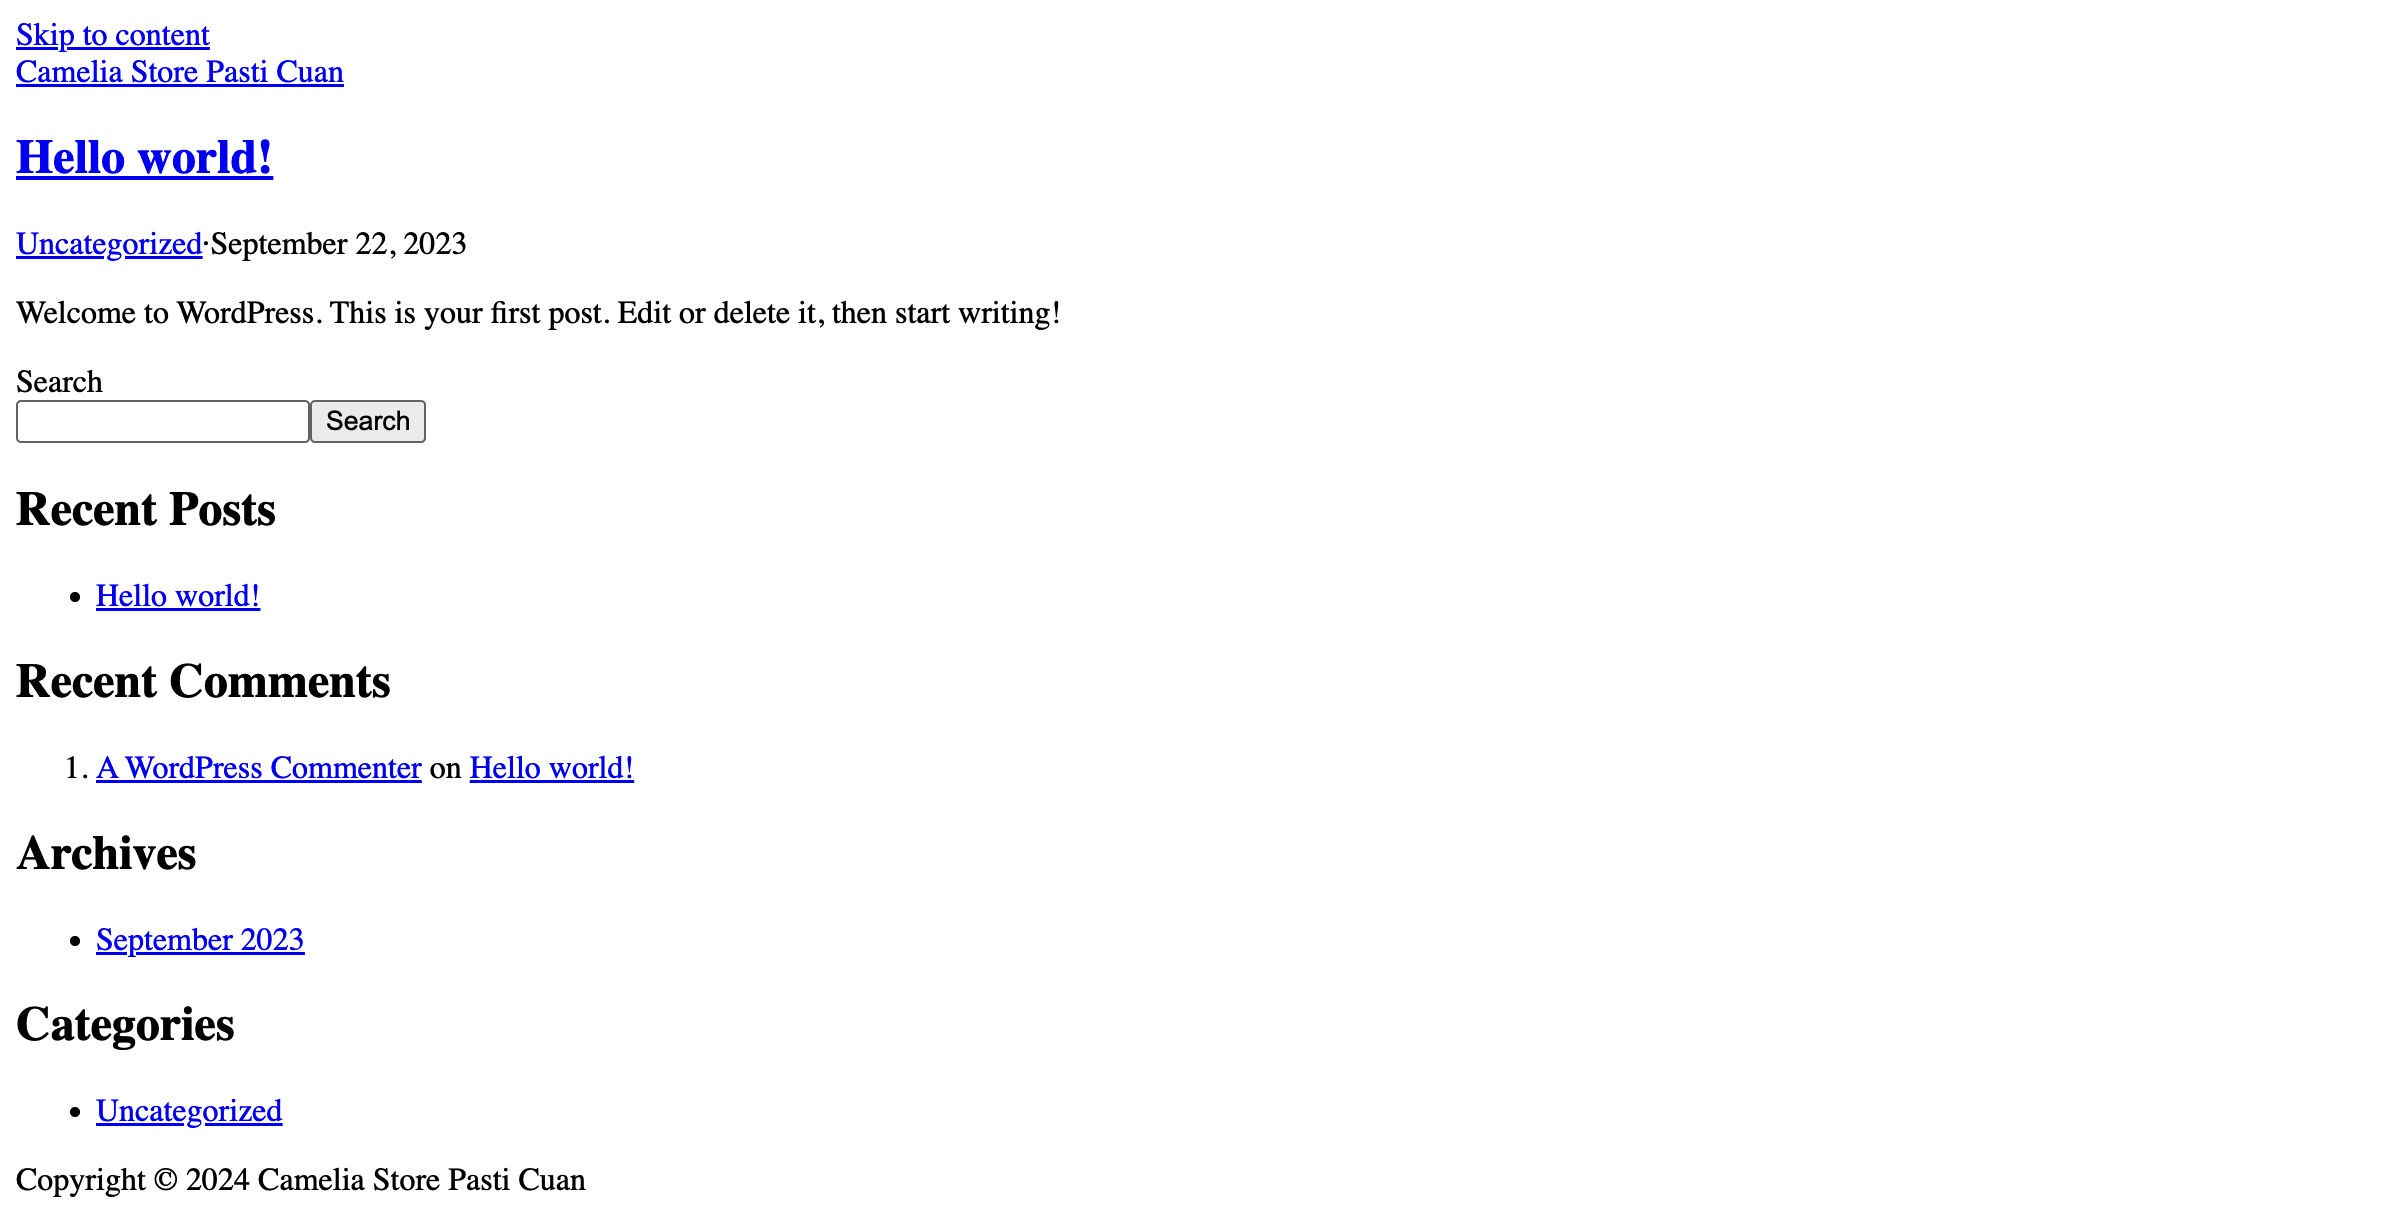 Skip to content
Camelia Store Pasti Cuan
Hello world!
Uncategorized·September 22, 2023
Welcome to WordPress. This is your first post. Edit or delete it, then start writing!
Search
Search
Recent Posts
• Hello world!
Recent Comments
1. A WordPress Commenter on Hello world!
Archives
• September 2023
Categories
• Uncategorized
Copyright © 2024 Camelia Store Pasti Cuan